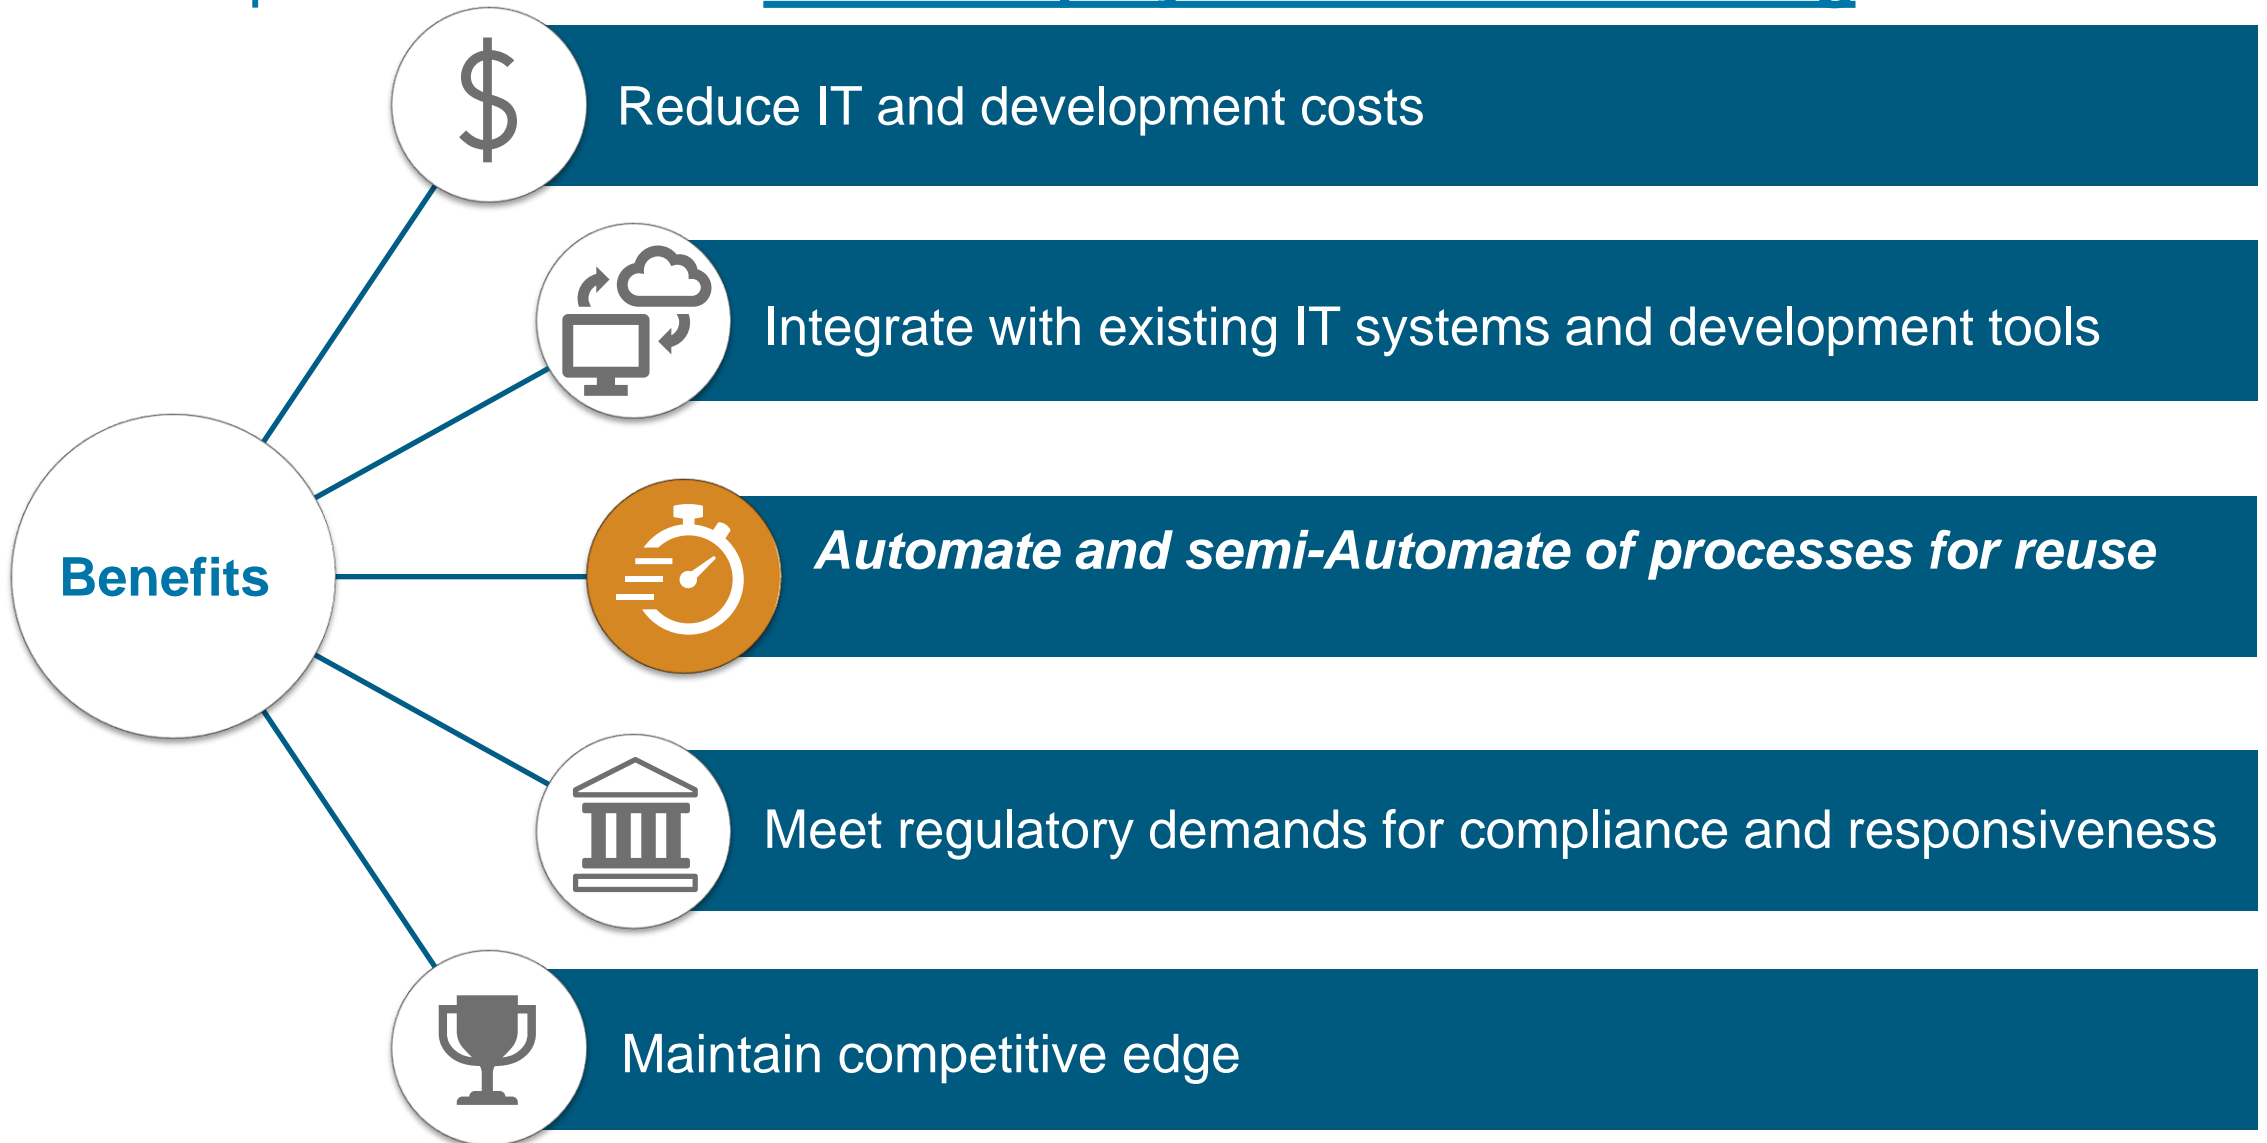 Reduce IT and development costs
Integrate with existing IT systems and development tools
Automate and semi-Automate of processes for reuse
Benefits
Meet regulatory demands for compliance and responsiveness
Maintain competitive edge